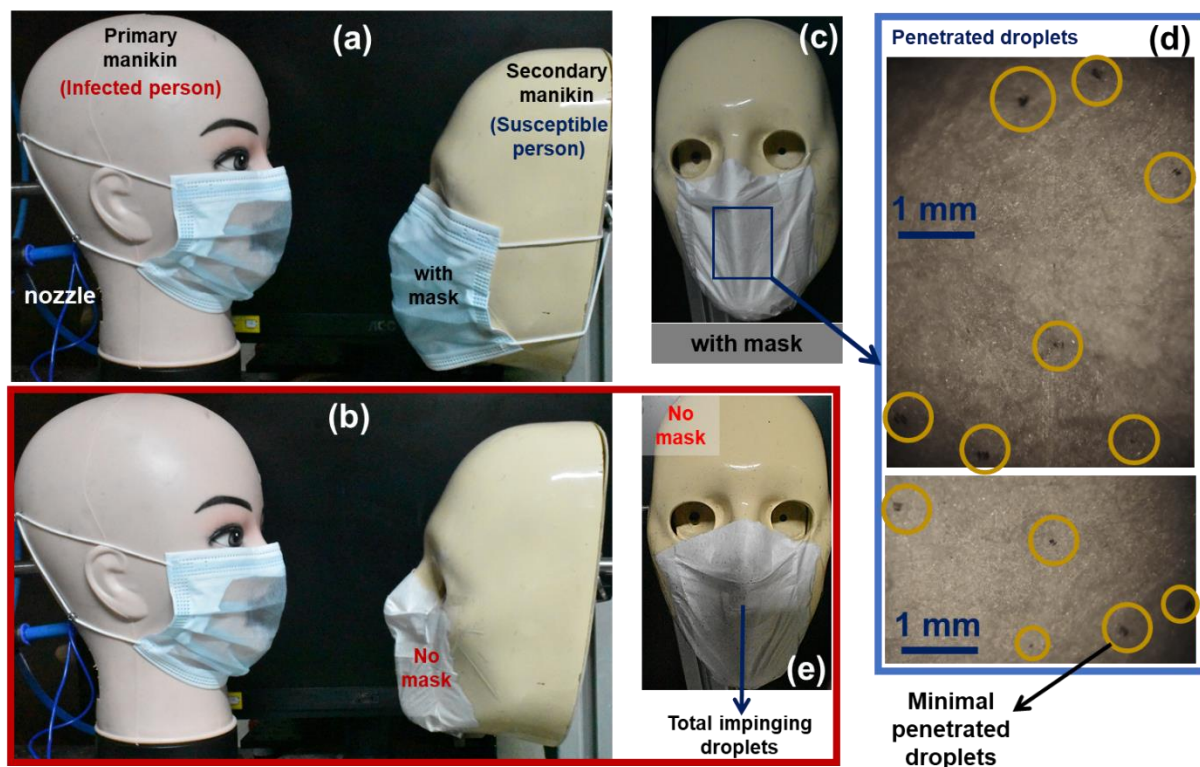 (a)
Primary
manikin
(Infected person)
Secondary
manikin
(Susceptible
person)
with
mask
nozzle
(b)
No
mask
(c)
with mask
No
mask
(e)
Total impinging
droplets
Penetrated droplets
(d)
1 mm
1 mm
Minimal
penetrated
droplets